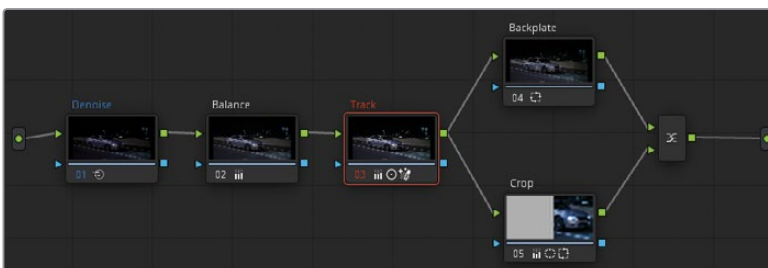 Backplate
Denoise
Balance
Track
04
01
02
03
Crop
05